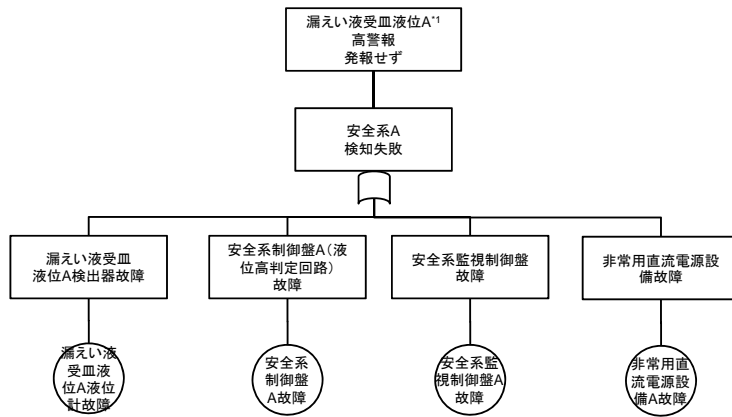 漏えい液受皿液位A*1
高警報
発報せず
安全系A
検知失敗
漏えい液受皿
液位A検出器故障
安全系制御盤A(液
位高判定回路)
故障
安全系監視制御盤
故障
非常用直流電源設
備故障
漏えい液
受皿液
位A液位
計故障
安全系
制御盤
A故障
安全系監
視制御盤A
故障
非常用直
流電源設
備A故障